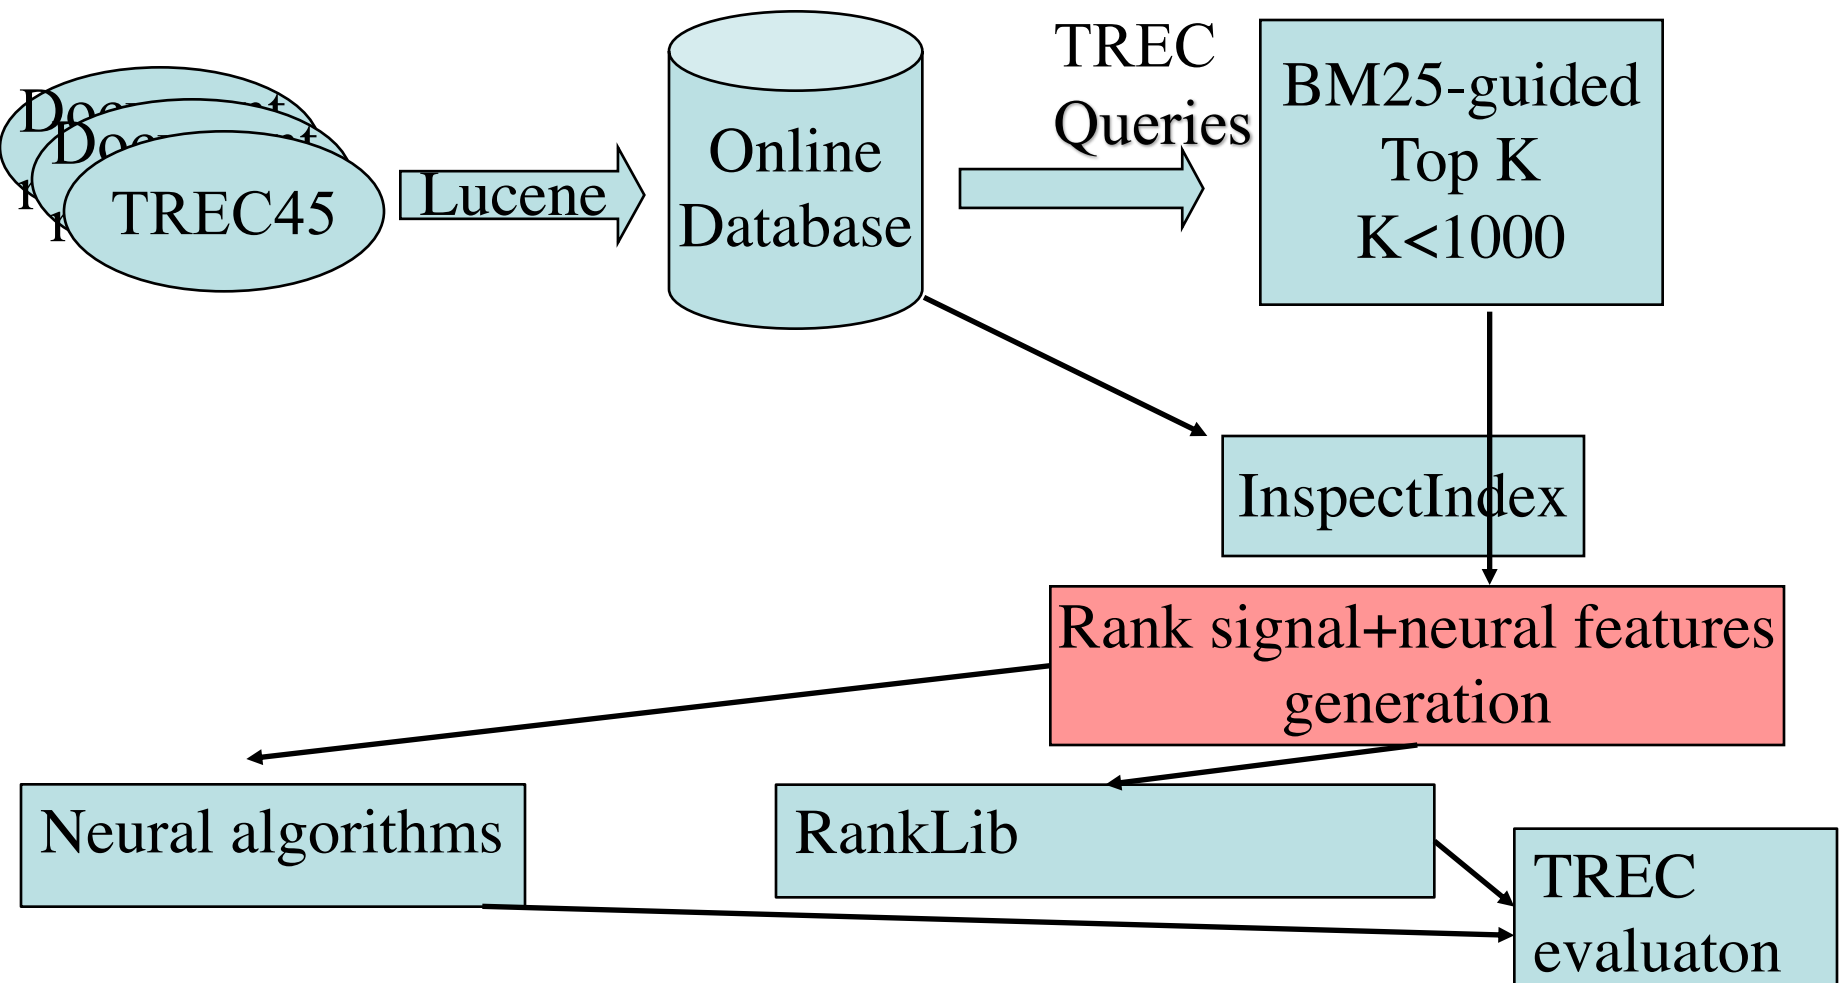 TREC45
Lucene
Online
Database
TREC
Queries
BM25-guided
Top K
K<1000
InspectIndex
Rank signal+neural features
generation
Neural algorithms
RankLib
TREC
evaluaton